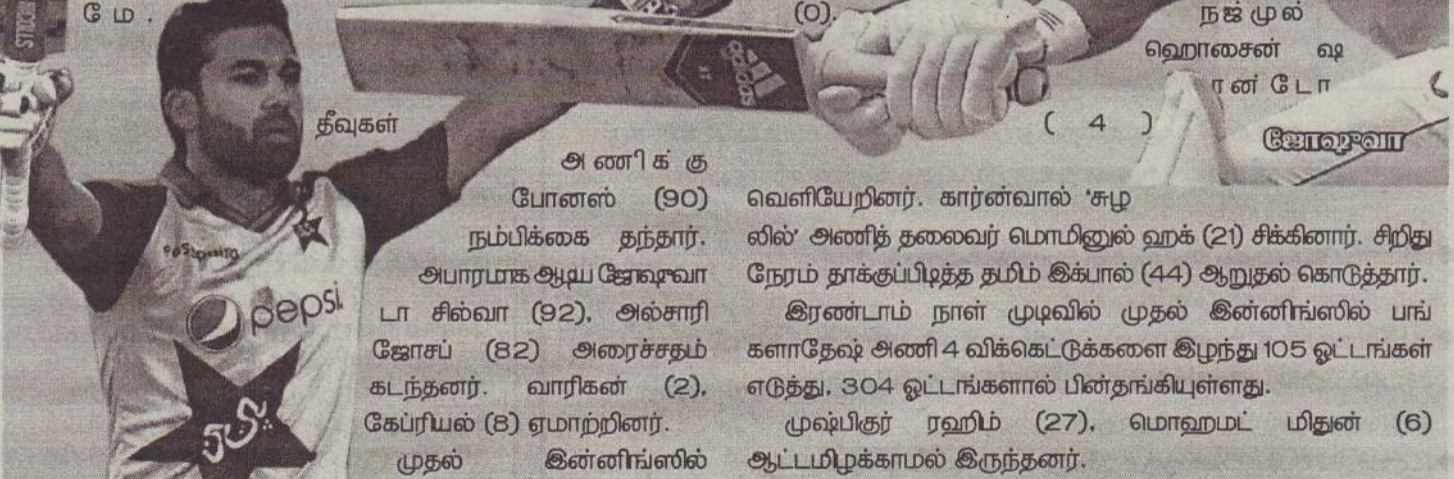 மே .
தீவுகள்
அணிக்கு
போனஸ் (90)
நம்பிக்கை தந்தார்.
அபாரமாக ஆடிய ஜோஷுவா
டா சில்வா (92), அல்சாரி
ஜோசப் (82) அரைச்சதம்
கடந்தனர். வாரிகன் (2),
கேப்ரியல் (8) ஏமாற்றினர்.
முதல் இன்னிங்ஸில்
(0).
நஜ்முல்
ஹொசைன் ஷ
ான்டோ
( 4 )
வெளியேறினர். கார்ன்வால் 'சுழ
லில்' அணித் தலைவர் மொமினுல் ஹக் (21) சிக்கினார். சிறிது
நேரம் தாக்குப்பிடித்த தமிம் இக்பால் (44) ஆறுதல் கொடுத்தார்.
இரண்டாம் நாள் முடிவில் முதல் இன்னிங்ஸில் பங்
களாதேஷ் அணி 4 விக்கெட்டுக்களை இழந்து 105 ஓட்டங்கள்
எடுத்து, 304 ஓட்டங்களால் பின்தங்கியுள்ளது.
முஷ்பிகுர் ரஹிம் (27), மொஹமட் மிதுன் (6)
ஆட்டமிழக்காமல் இருந்தனர்.
ஜோஷுவா
pepsi
adidas